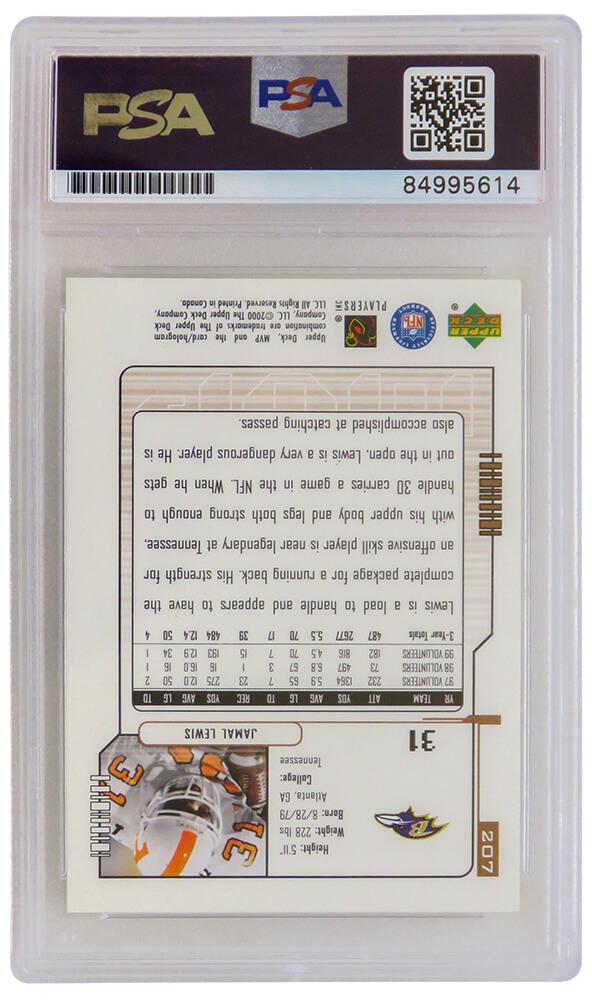 PSA
PSA
84995614
207
Height: 5'11"
Weight: 228 lbs
Born: 8/28/79
Atlanta, GA
College:
Tennessee
31
31
31
B
JAMAL LEWIS
YR TEAM ATT YDS AVG LG TD REC YDS AVG LG TD
97 VOLUNTEERS 232 1364 5.9 65 7 23 275 12.0 50 2
98 VOLUNTEERS 73 497 6.8 67 3 1 16 16.0 16 1
99 VOLUNTEERS 182 816 4.5 70 7 15 193 12.9 34 1
3-Year Totals 487 2677 5.5 70 17 39 484 12.4 50 4
Lewis is a load to handle and appears to have the
complete package for a running back. His strength for
an offensive skill player is near legendary at Tennessee,
with his upper body and legs both strong enough to
handle 30 carries a game in the NFL. When he gets
out in the open, Lewis is a very dangerous player. He is
also accomplished at catching passes.
UPPER
DECK
®
NFL
PLAYERS
INC
®
Upper Deck, MVP and the card/hologram
combination are trademarks of The Upper Deck
Company, LLC. ©2000 The Upper Deck Company,
LLC All Rights Reserved. Printed in Canada.